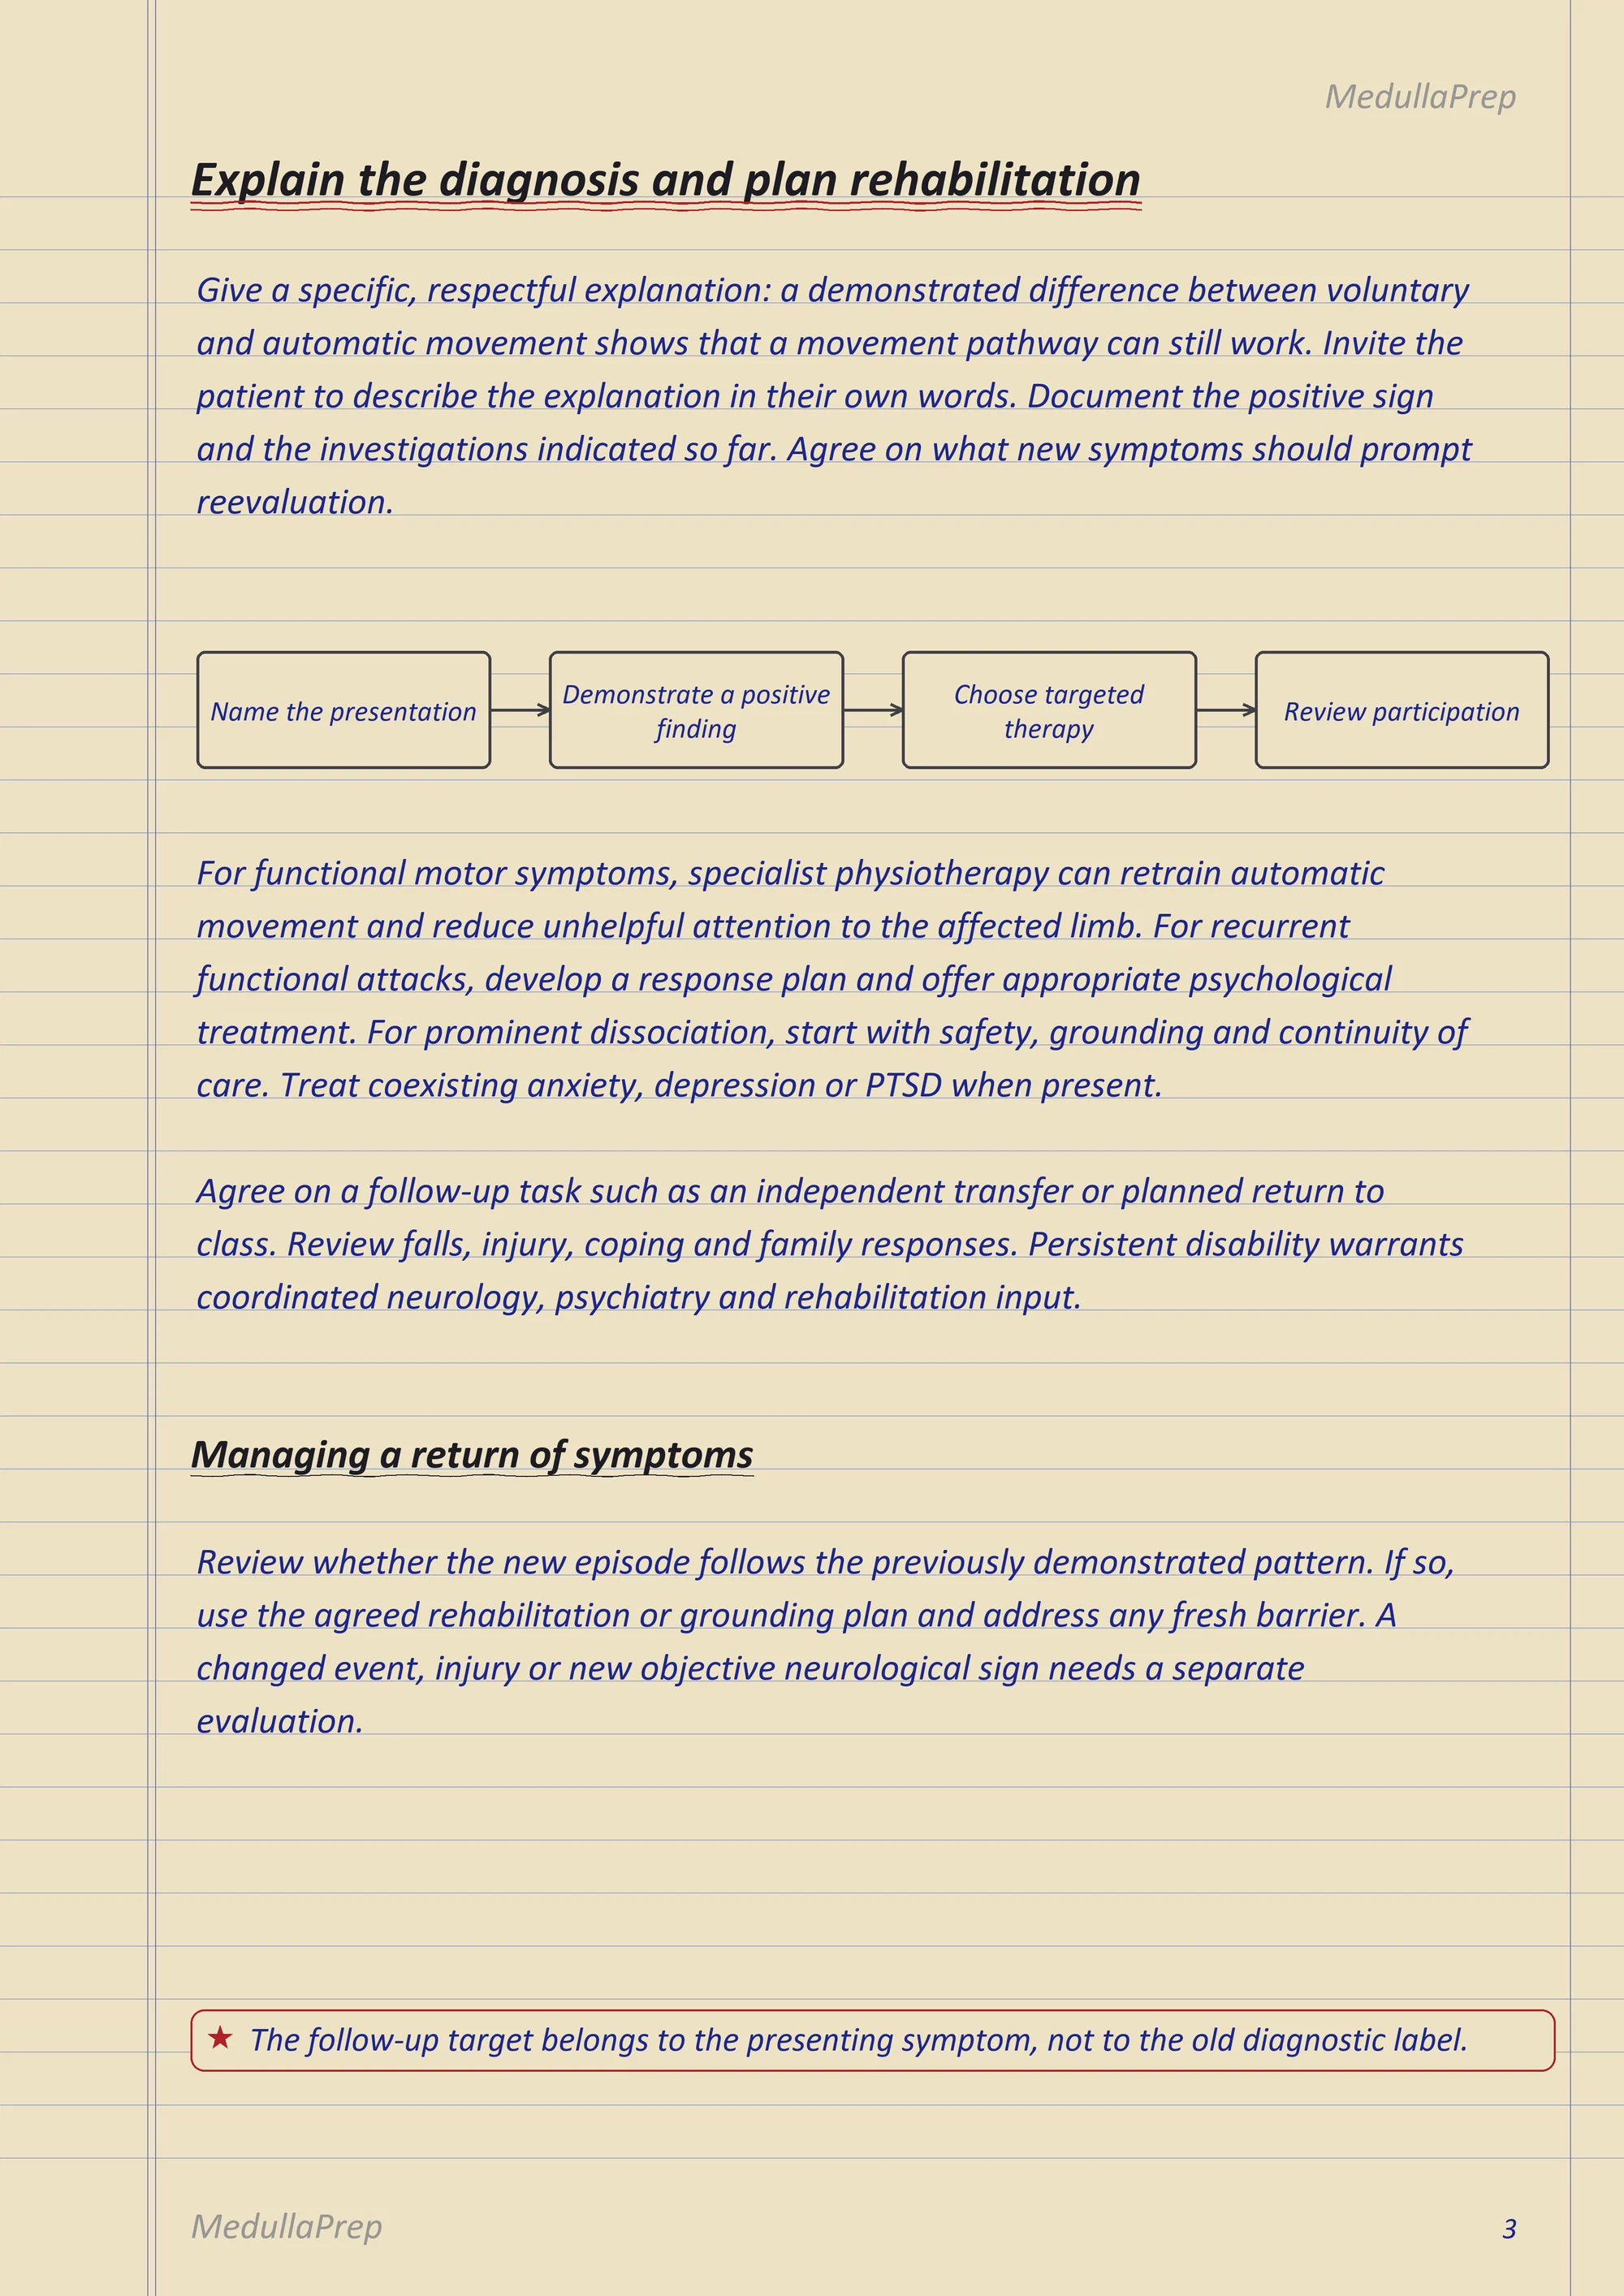 MedullaPrep
Explain the diagnosis and plan rehabilitation
Give a specific, respectful explanation: a demonstrated difference between voluntary
and automatic movement shows that a movement pathway can still work. Invite the
patient to describe the explanation in their own words. Document the positive sign
and the investigations indicated so far. Agree on what new symptoms should prompt
reevaluation.
Name the presentation
Demonstrate a positive
finding
Choose targeted
therapy
Review participation
For functional motor symptoms, specialist physiotherapy can retrain automatic
movement and reduce unhelpful attention to the affected limb. For recurrent
functional attacks, develop a response plan and offer appropriate psychological
treatment. For prominent dissociation, start with safety, grounding and continuity of
care. Treat coexisting anxiety, depression or PTSD when present.
Agree on a follow-up task such as an independent transfer or planned return to
class. Review falls, injury, coping and family responses. Persistent disability warrants
coordinated neurology, psychiatry and rehabilitation input.
Managing a return of symptoms
Review whether the new episode follows the previously demonstrated pattern. If so,
use the agreed rehabilitation or grounding plan and address any fresh barrier. A
changed event, injury or new objective neurological sign needs a separate
evaluation.
★ The follow-up target belongs to the presenting symptom, not to the old diagnostic label.
MedullaPrep
3